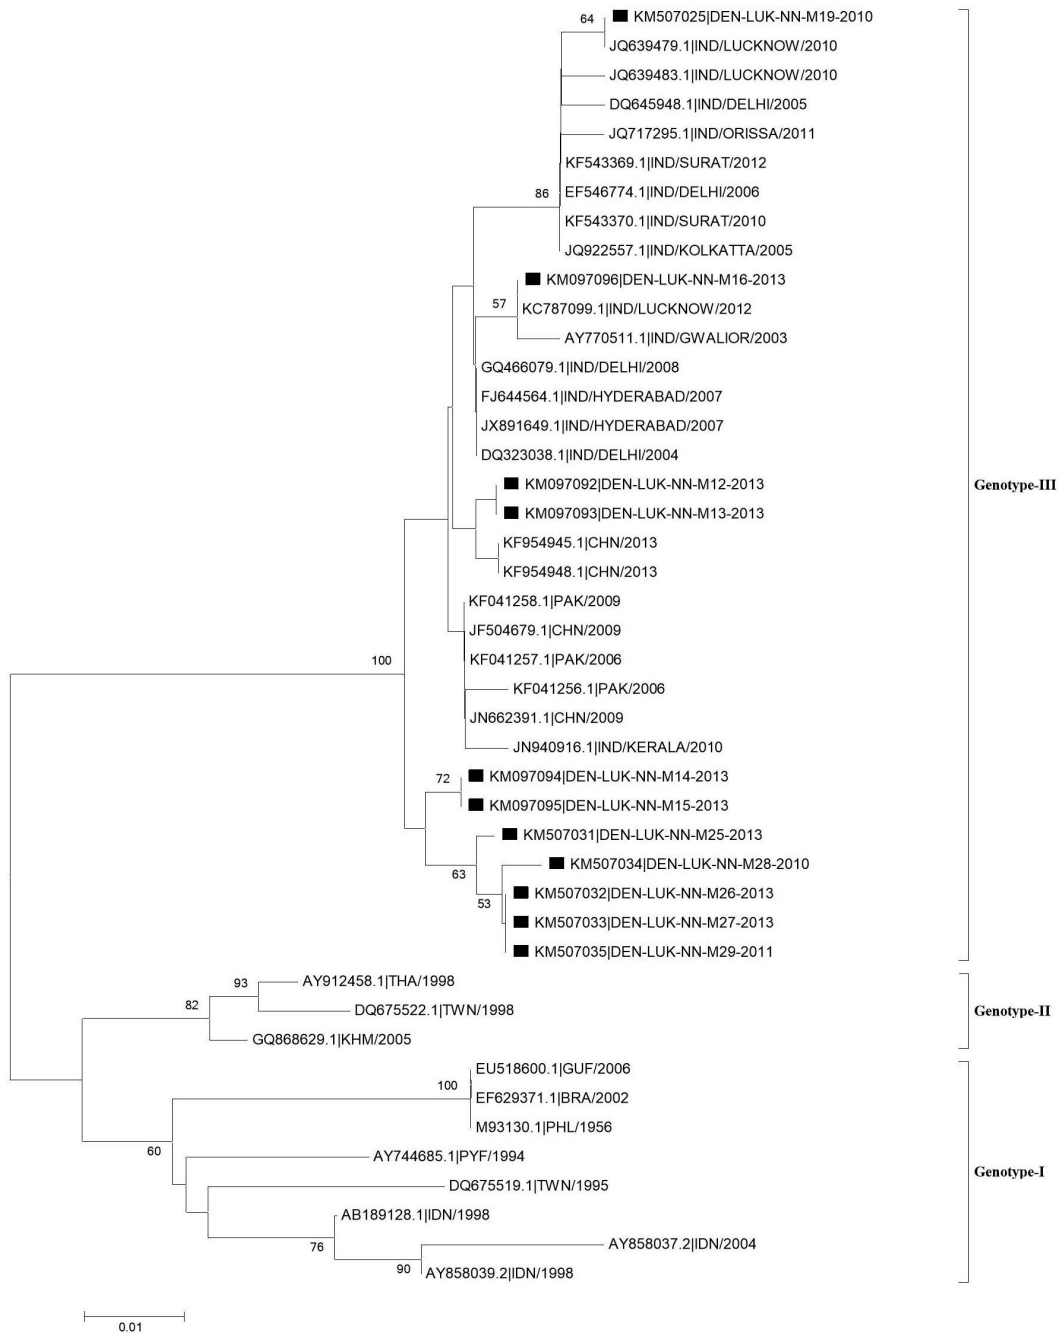 64
KM507025|DEN-LUK-NN-M19-2010
JQ639479.1|IND/LUCKNOW/2010
JQ639483.1|IND/LUCKNOW/2010
DQ645948.1|IND/DELHI/2005
JQ717295.1|IND/ORISSA/2011
KF543369.1|IND/SURAT/2012
86
EF546774.1|IND/DELHI/2006
KF543370.1|IND/SURAT/2010
JQ922557.1|IND/KOLKATTA/2005
KM097096|DEN-LUK-NN-M16-2013
57
KC787099.1|IND/LUCKNOW/2012
AY770511.1|IND/GWALIOR/2003
GQ466079.1|IND/DELHI/2008
FJ644564.1|IND/HYDERABAD/2007
JX891649.1|IND/HYDERABAD/2007
DQ323038.1|IND/DELHI/2004
KM097092|DEN-LUK-NN-M12-2013
Genotype-III
KM097093|DEN-LUK-NN-M13-2013
KF954945.1|CHN/2013
KF954948.1|CHN/2013
KF041258.1|PAK/2009
JF504679.1|CHN/2009
100
KF041257.1|PAK/2006
KF041256.1|PAK/2006
JN662391.1|CHN/2009
JN940916.1|IND/KERALA/2010
72
KM097094|DEN-LUK-NN-M14-2013
KM097095|DEN-LUK-NN-M15-2013
KM507031|DEN-LUK-NN-M25-2013
KM507034|DEN-LUK-NN-M28-2010
63
KM507032|DEN-LUK-NN-M26-2013
53
KM507033|DEN-LUK-NN-M27-2013
KM507035|DEN-LUK-NN-M29-2011
93
AY912458.1|THA/1998
82
DQ675522.1|TWN/1998
Genotype-II
GQ868629.1|KHM/2005
EU518600.1|GUF/2006
100
EF629371.1|BRA/2002
M93130.1|PHL/1956
60
AY744685.1|PYF/1994
Genotype-I
DQ675519.1|TWN/1995
AB189128.1|IDN/1998
76
AY858037.2|IDN/2004
90
AY858039.2|IDN/1998
0.01